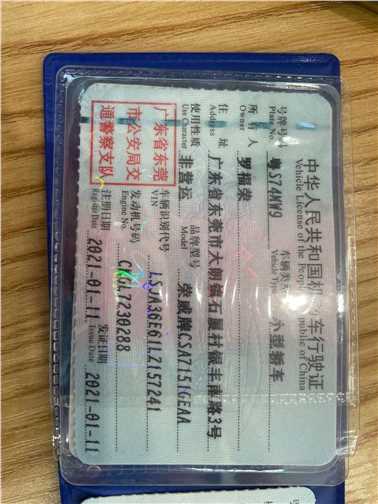 中华人民共和国机动车行驶证
Vehicle License of the People's Republic of China
号牌号码 粤S74NW9 车辆类型 小型轿车
Plate No. Vehicle Type
所有人 罗福荣
Owner
住址 广东省东莞市大朗镇石厦村银丰南路3号
Address
使用性质 非营运 品牌型号 荣威牌CSA7151GEAA
Use Character Model
广东省东莞
市公安局交
通警察支队
车辆识别代号 LSJA36E61LZ157241
VIN
发动机号码 CKGL7230288
Engine No.
注册日期 2021-01-11 发证日期 2021-01-11
Register Date Issue Date